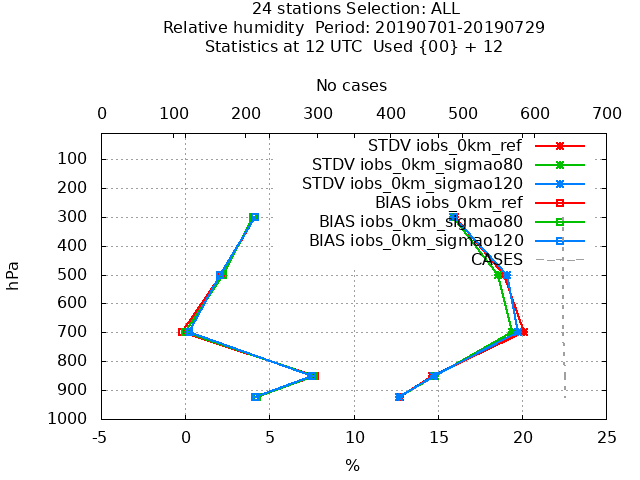 24 stations Selection: ALL
Relative humidity  Period: 20190701-20190729
Statistics at 12 UTC  Used {00} + 12
No cases
0 100 200 300 400 500 600 700
STDV iobs_0km_ref
100 STDV iobs_0km_sigmao80
200 STDV iobs_0km_sigmao120
BIAS iobs_0km_ref
300 BIAS iobs_0km_sigmao80
400 BIAS iobs_0km_sigmao120
CASES
hPa
500
600
700
800
900
1000
-5 0 5 10 15 20 25
%